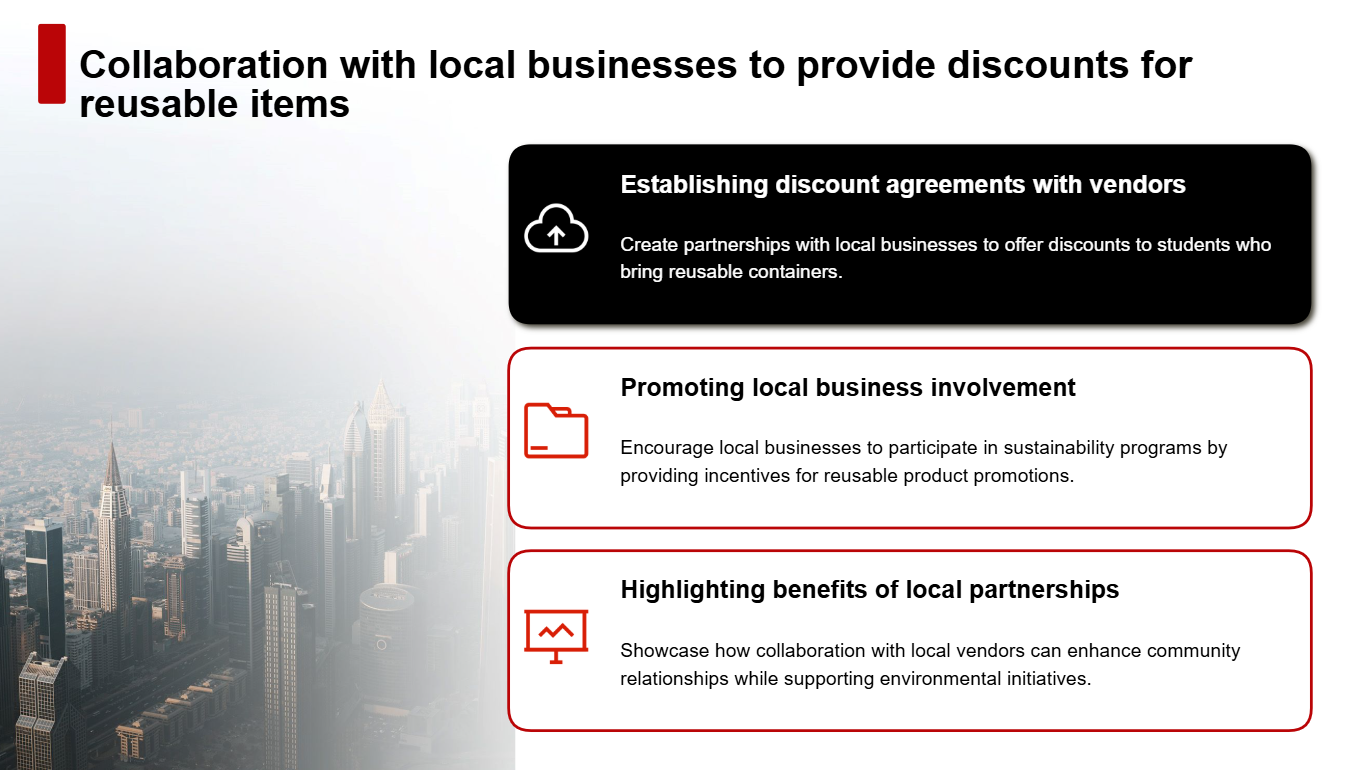 Collaboration with local businesses to provide discounts for
reusable items
Establishing discount agreements with vendors
Create partnerships with local businesses to offer discounts to students who
bring reusable containers.
Promoting local business involvement
Encourage local businesses to participate in sustainability programs by
providing incentives for reusable product promotions.
Highlighting benefits of local partnerships
Showcase how collaboration with local vendors can enhance community
relationships while supporting environmental initiatives.